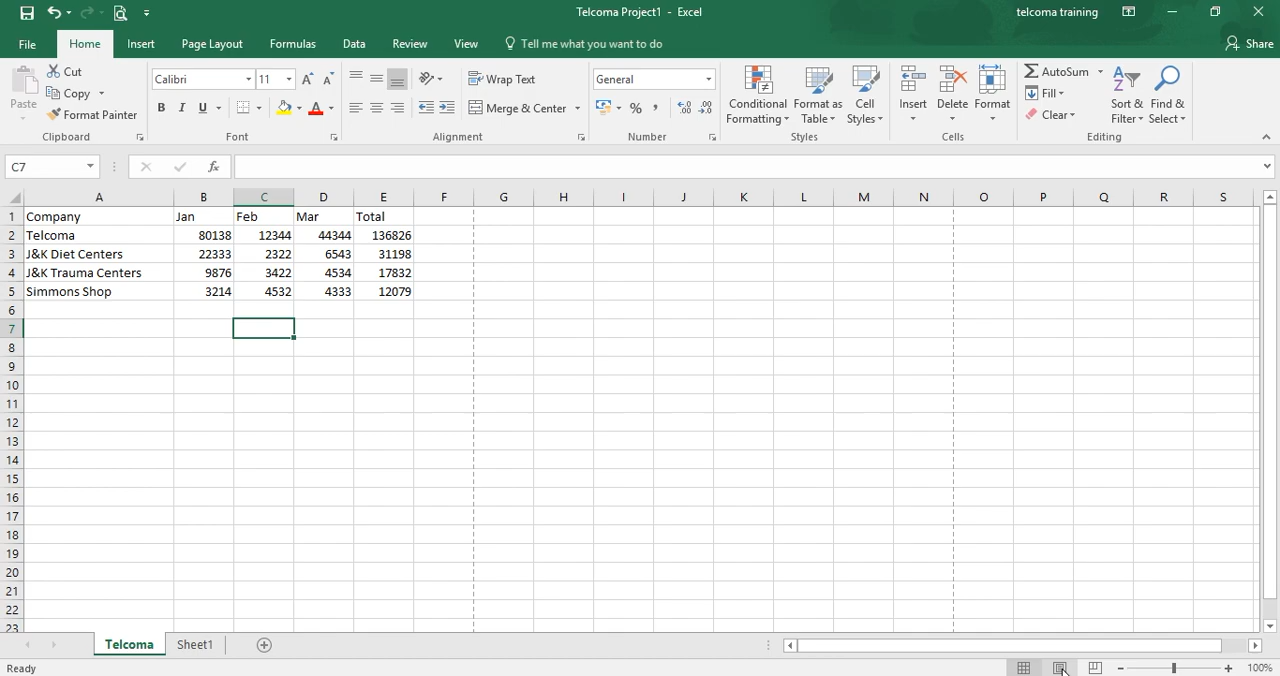 Telcoma Project1 - Excel
telcoma training
File Home Insert Page Layout Formulas Data Review View Tell me what you want to do Share
Paste Cut Copy Format Painter Clipboard
Calibri 11 A A B I U A Font
Wrap Text Merge & Center Alignment
General % , .0 .00 .00 .0 Number
Conditional Formatting Format as Table Cell Styles Styles
Insert Delete Format Cells
AutoSum Fill Clear Sort & Filter Find & Select Editing
C7 fx
A B C D E F G H I J K L M N O P Q R S
1 Company Jan Feb Mar Total
2 Telcoma 80138 12344 44344 136826
3 J&K Diet Centers 22333 2322 6543 31198
4 J&K Trauma Centers 9876 3422 4534 17832
5 Simmons Shop 3214 4532 4333 12079
6
7
8
9
10
11
12
13
14
15
16
17
18
19
20
21
22
23
Telcoma Sheet1
Ready 100%